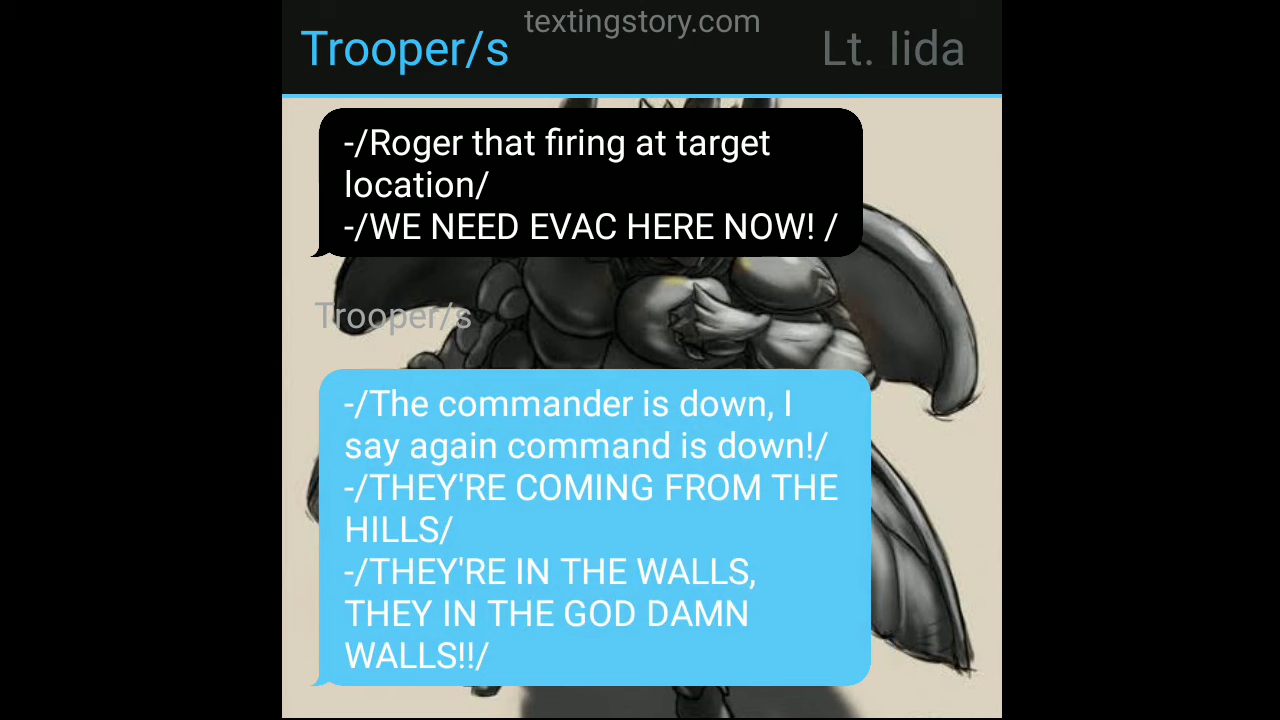 textingstory.com
Trooper/s
Lt. Iida
-/Roger that firing at target
location/
-/WE NEED EVAC HERE NOW! /
Trooper/s
-/The commander is down, I
say again command is down!/
-/THEY'RE COMING FROM THE
HILLS/
-/THEY'RE IN THE WALLS,
THEY IN THE GOD DAMN
WALLS!!/